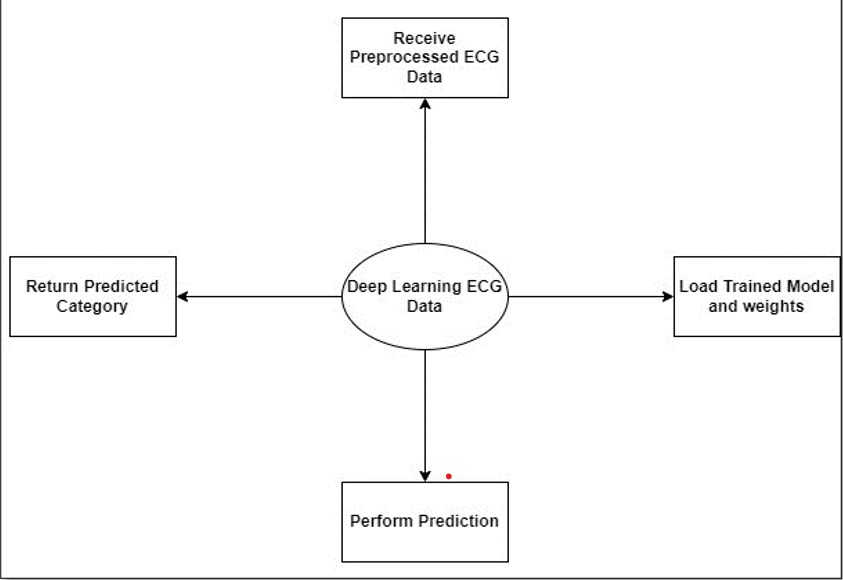 Receive
Preprocessed ECG
Data
Return Predicted
Category
Deep Learning ECG
Data
Load Trained Model
and weights
Perform Prediction